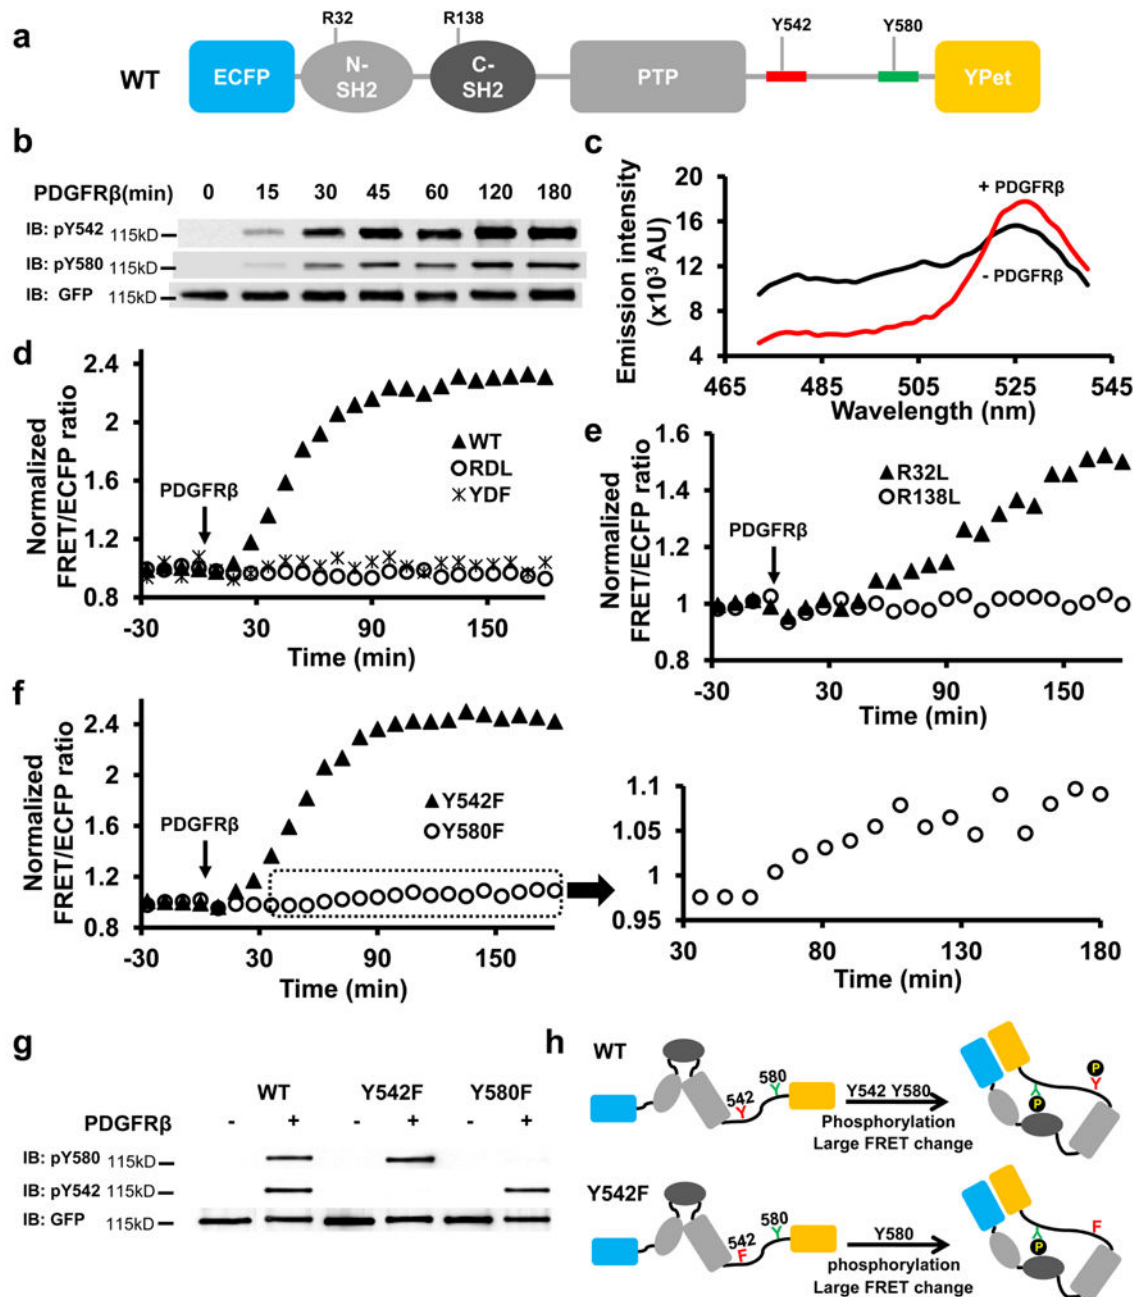 a
R32 R138 Y542 Y580
WT ECFP N-SH2 C-SH2 PTP YPet
b
PDGFRβ(min) 0 15 30 45 60 120 180
IB: pY542 115kD
IB: pY580 115kD
IB: GFP 115kD
c
Emission intensity
(x10³ AU)
20
16
12
8
4
+ PDGFRβ
- PDGFRβ
465 485 505 525 545
Wavelength (nm)
d
Normalized
FRET/ECFP ratio
2.4
2
1.6
1.2
0.8
PDGFRβ
WT
RDL
YDF
-30 30 90 150
Time (min)
e
Normalized
FRET/ECFP ratio
1.6
1.4
1.2
1
0.8
R32L
R138L
PDGFRβ
-30 30 90 150
Time (min)
f
Normalized
FRET/ECFP ratio
2.4
2
1.6
1.2
0.8
PDGFRβ
Y542F
Y580F
-30 30 90 150
Time (min)
1.1
1.05
1
0.95
30 80 130 180
Time (min)
g
WT Y542F Y580F
PDGFRβ - + - + - +
IB: pY580 115kD
IB: pY542 115kD
IB: GFP 115kD
h
WT
542 Y 580 Y
Y542 Y580
Phosphorylation
Large FRET change
P Y
Y P
Y542F
542 F 580 Y
Y580
phosphorylation
Large FRET change
F
Y P